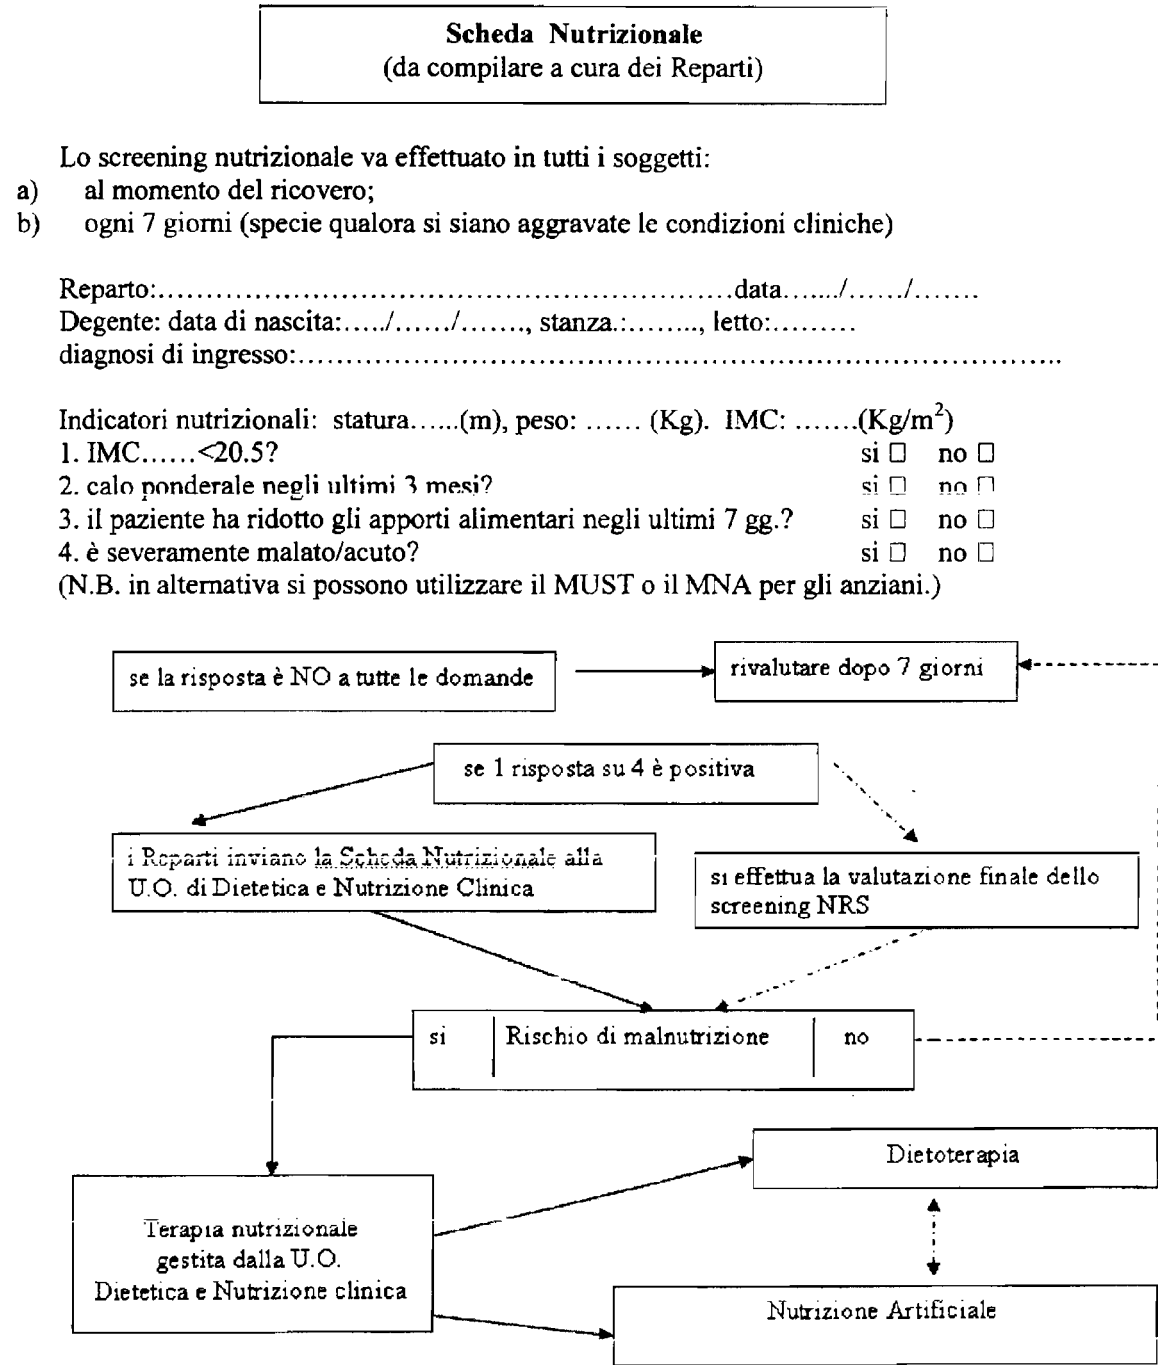 Scheda Nutrizionale
(da compilare a cura dei Reparti)
Lo screening nutrizionale va effettuato in tutti i soggetti:
a) al momento del ricovero;
b) ogni 7 giorni (specie qualora si siano aggravate le condizioni cliniche)
Reparto:……………………………………………………data……./……/…….
Degente: data di nascita:…../……/……., stanza.:…….., letto:………
diagnosi di ingresso:……………………………………………………………………..
Indicatori nutrizionali: statura……(m), peso: …… (Kg). IMC: …….(Kg/m²)
1. IMC……<20.5? si □ no □
2. calo ponderale negli ultimi 3 mesi? si □ no □
3. il paziente ha ridotto gli apporti alimentari negli ultimi 7 gg.? si □ no □
4. è severamente malato/acuto? si □ no □
(N.B. in alternativa si possono utilizzare il MUST o il MNA per gli anziani.)
se la risposta è NO a tutte le domande
rivalutare dopo 7 giorni
se 1 risposta su 4 è positiva
i Reparti inviano la Scheda Nutrizionale alla
U.O. di Dietetica e Nutrizione Clinica
si effettua la valutazione finale dello
screening NRS
si Rischio di malnutrizione no
Dietoterapia
Terapia nutrizionale
gestita dalla U.O.
Dietetica e Nutrizione clinica
Nutrizione Artificiale